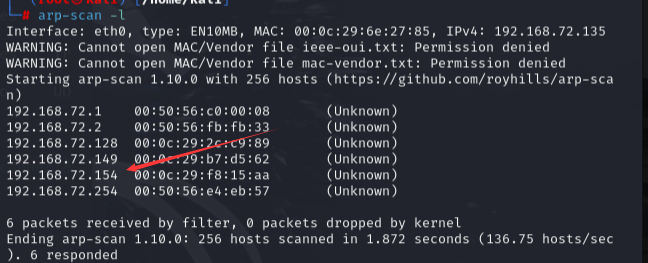 (root㉿kali) [/home/kali]
# arp-scan -l
Interface: eth0, type: EN10MB, MAC: 00:0c:29:6e:27:85, IPv4: 192.168.72.135
WARNING: Cannot open MAC/Vendor file ieee-oui.txt: Permission denied
WARNING: Cannot open MAC/Vendor file mac-vendor.txt: Permission denied
Starting arp-scan 1.10.0 with 256 hosts (https://github.com/royhills/arp-sca
n)
192.168.72.1 00:50:56:c0:00:08 (Unknown)
192.168.72.2 00:50:56:fb:fb:33 (Unknown)
192.168.72.128 00:0c:29:2c:c9:89 (Unknown)
192.168.72.149 00:0c:29:b7:d5:62 (Unknown)
192.168.72.154 00:0c:29:f8:15:aa (Unknown)
192.168.72.254 00:50:56:e4:eb:57 (Unknown)
6 packets received by filter, 0 packets dropped by kernel
Ending arp-scan 1.10.0: 256 hosts scanned in 1.872 seconds (136.75 hosts/sec
). 6 responded